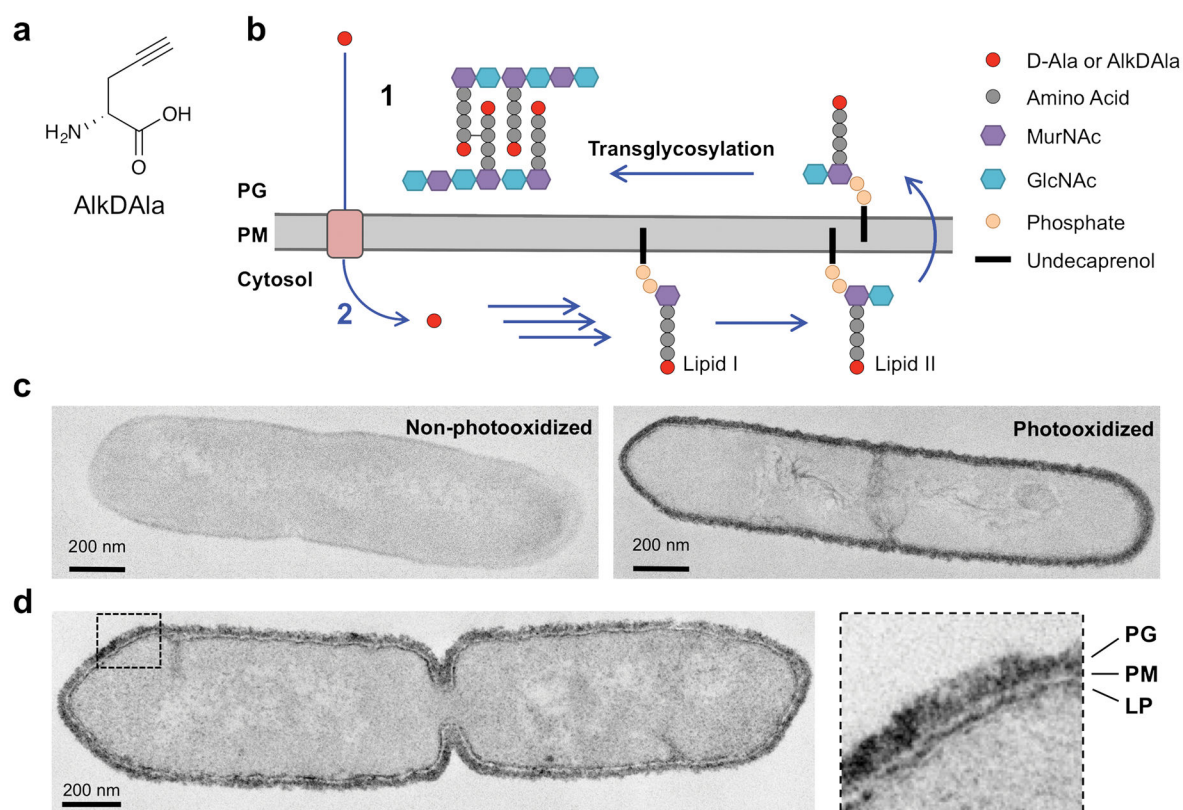 a
H₂N
OH
O
AlkDAla
b
1
Transglycosylation
PG
PM
Cytosol
2
Lipid I
Lipid II
D-Ala or AlkDAla
Amino Acid
MurNAc
GlcNAc
Phosphate
Undecaprenol
c
Non-photooxidized
200 nm
Photooxidized
200 nm
d
200 nm
PG
PM
LP